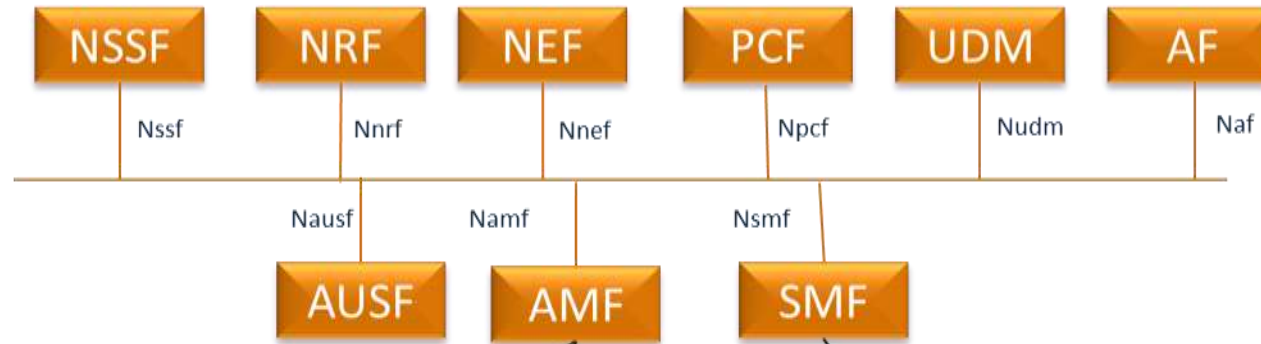 NSSF NRF NEF PCF UDM AF
Nssf Nnrf Nnef Npcf Nudm Naf
Nausf Namf Nsmf
AUSF AMF SMF